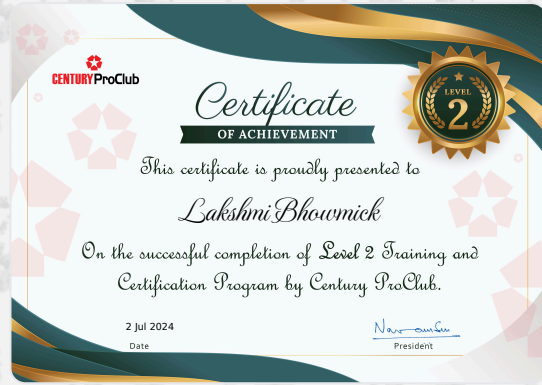 CENTURY ProClub
Certificate
OF ACHIEVEMENT
LEVEL
2
This certificate is proudly presented to
Lakshmi Bhowmick
On the successful completion of Level 2 Training and
Certification Program by Century ProClub.
2 Jul 2024
Date
President